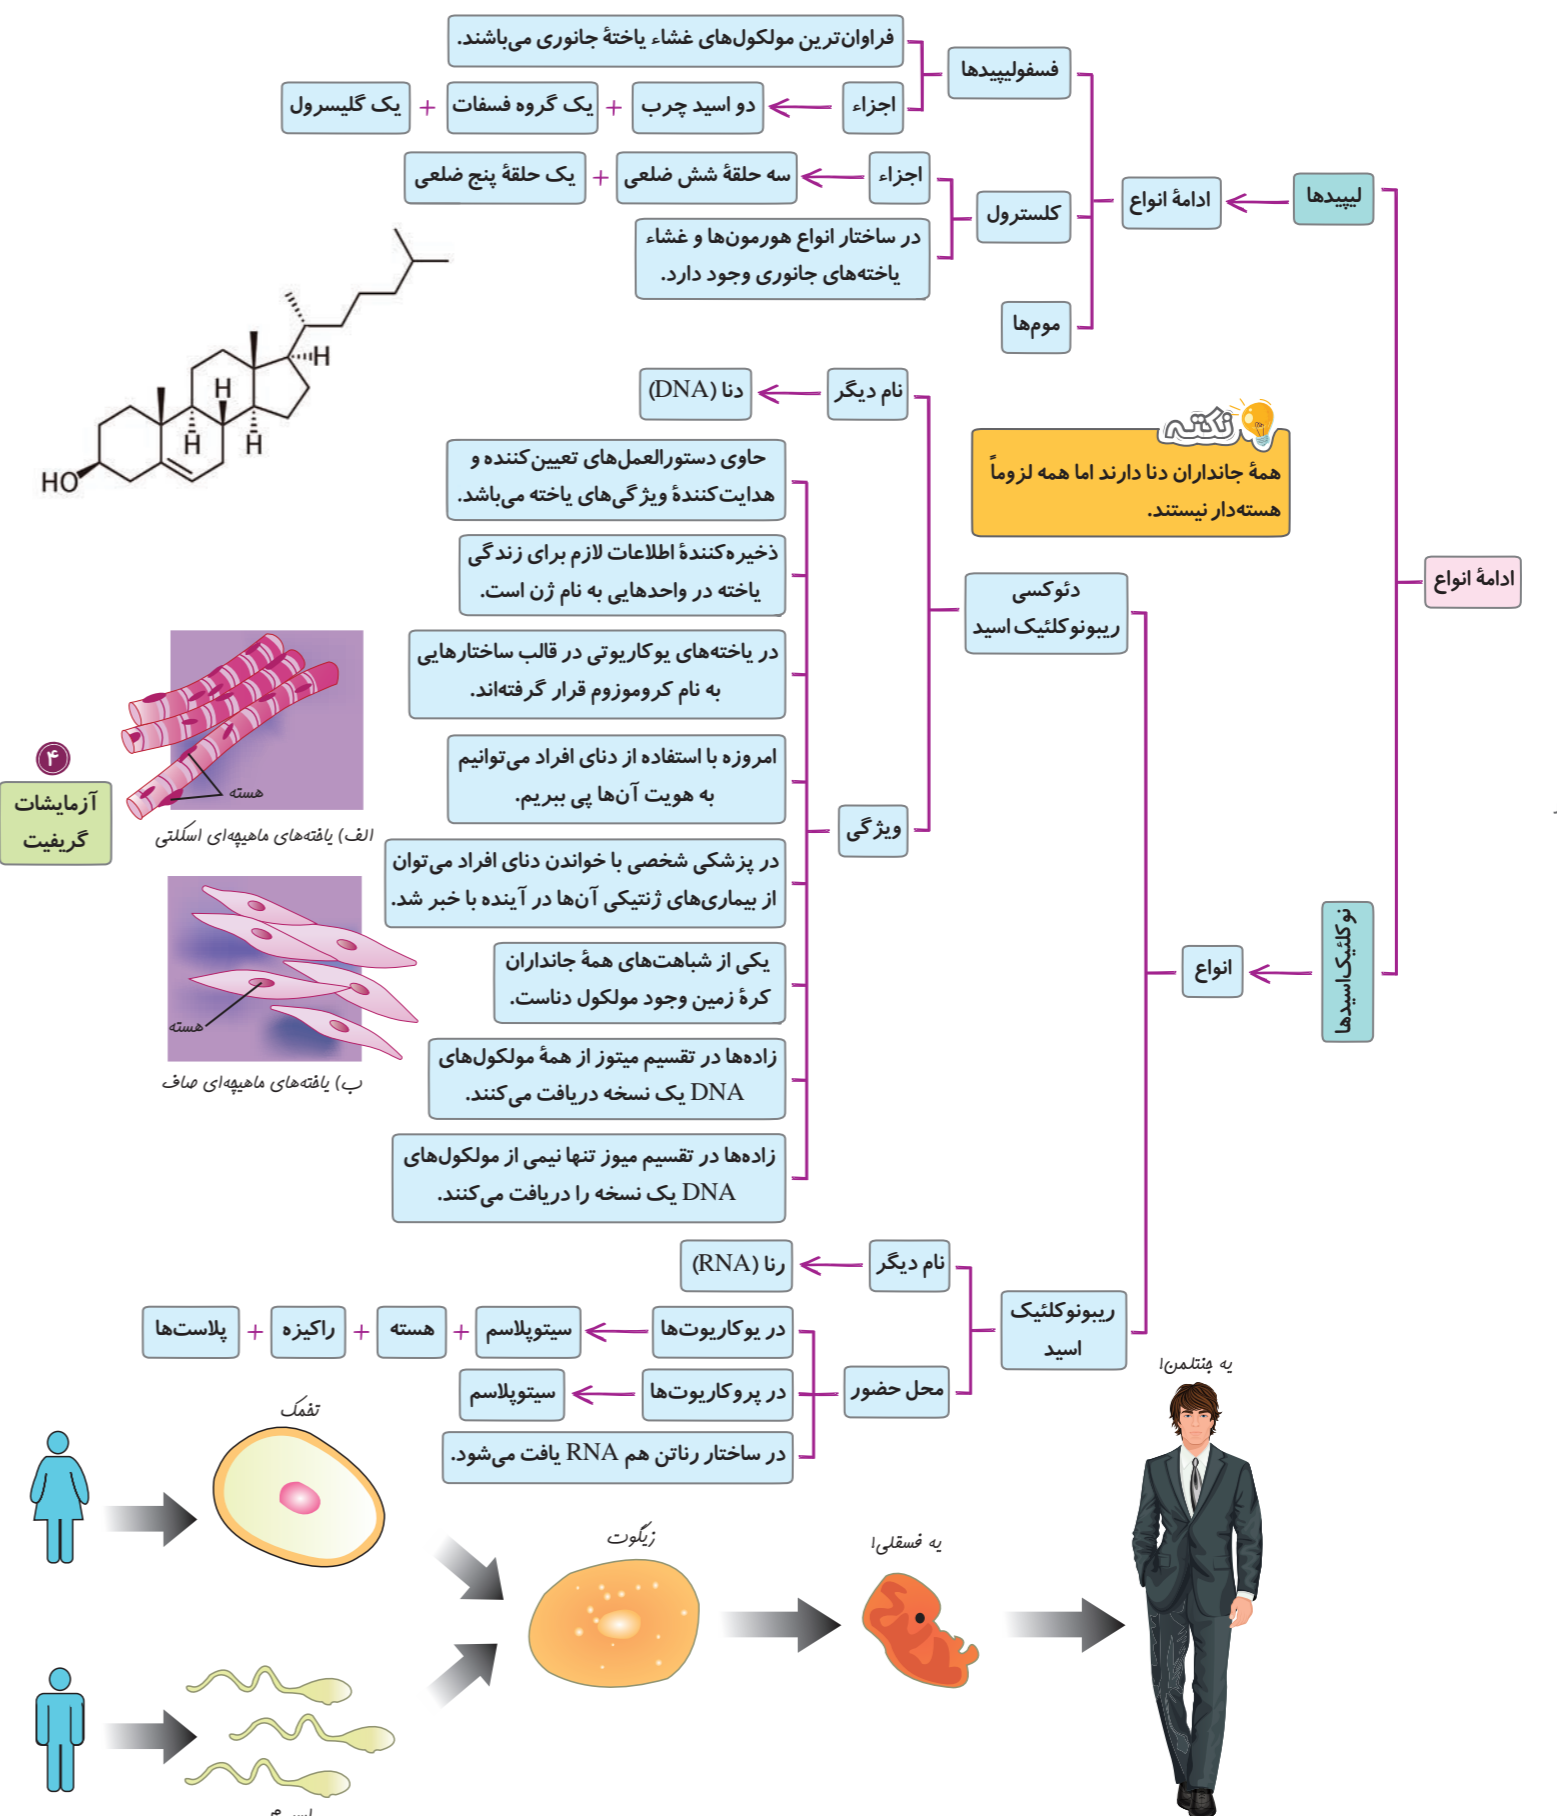 ادامهٔ انواع
لیپیدها
ادامهٔ انواع
فسفولیپیدها
فراوان‌ترین مولکول‌های غشاء یاختهٔ جانوری می‌باشند.
اجزاء
دو اسید چرب + یک گروه فسفات + یک گلیسرول
کلسترول
اجزاء
سه حلقهٔ شش ضلعی + یک حلقهٔ پنج ضلعی
در ساختار انواع هورمون‌ها و غشاء
یاخته‌های جانوری وجود دارد.
موم‌ها
H
H
H
H
HO
نکته
همهٔ جانداران دنا دارند اما همه لزوماً
هسته‌دار نیستند.
نوکلئیک‌اسیدها
انواع
دئوکسی
ریبونوکلئیک اسید
نام دیگر
دنا (DNA)
ویژگی
حاوی دستورالعمل‌های تعیین‌کننده و
هدایت‌کنندهٔ ویژگی‌های یاخته می‌باشد.
ذخیره‌کنندهٔ اطلاعات لازم برای زندگی
یاخته در واحدهایی به نام ژن است.
در یاخته‌های یوکاریوتی در قالب ساختارهایی
به نام کروموزوم قرار گرفته‌اند.
امروزه با استفاده از دنای افراد می‌توانیم
به هویت آن‌ها پی ببریم.
در پزشکی شخصی با خواندن دنای افراد می‌توان
از بیماری‌های ژنتیکی آن‌ها در آینده با خبر شد.
یکی از شباهت‌های همهٔ جانداران
کرهٔ زمین وجود مولکول دناست.
زاده‌ها در تقسیم میتوز از همهٔ مولکول‌های
DNA یک نسخه دریافت می‌کنند.
زاده‌ها در تقسیم میوز تنها نیمی از مولکول‌های
DNA یک نسخه را دریافت می‌کنند.
هسته
الف) یاخته‌های ماهیچه‌ای اسکلتی
هسته
ب) یاخته‌های ماهیچه‌ای صاف
۴
آزمایشات
گریفیت
ریبونوکلئیک
اسید
نام دیگر
رنا (RNA)
محل حضور
در یوکاریوت‌ها
سیتوپلاسم + هسته + راکیزه + پلاست‌ها
در پروکاریوت‌ها
سیتوپلاسم
در ساختار رناتن هم RNA یافت می‌شود.
تخمک
زیگوت
یه فسقلی!
یه جنتلمن!